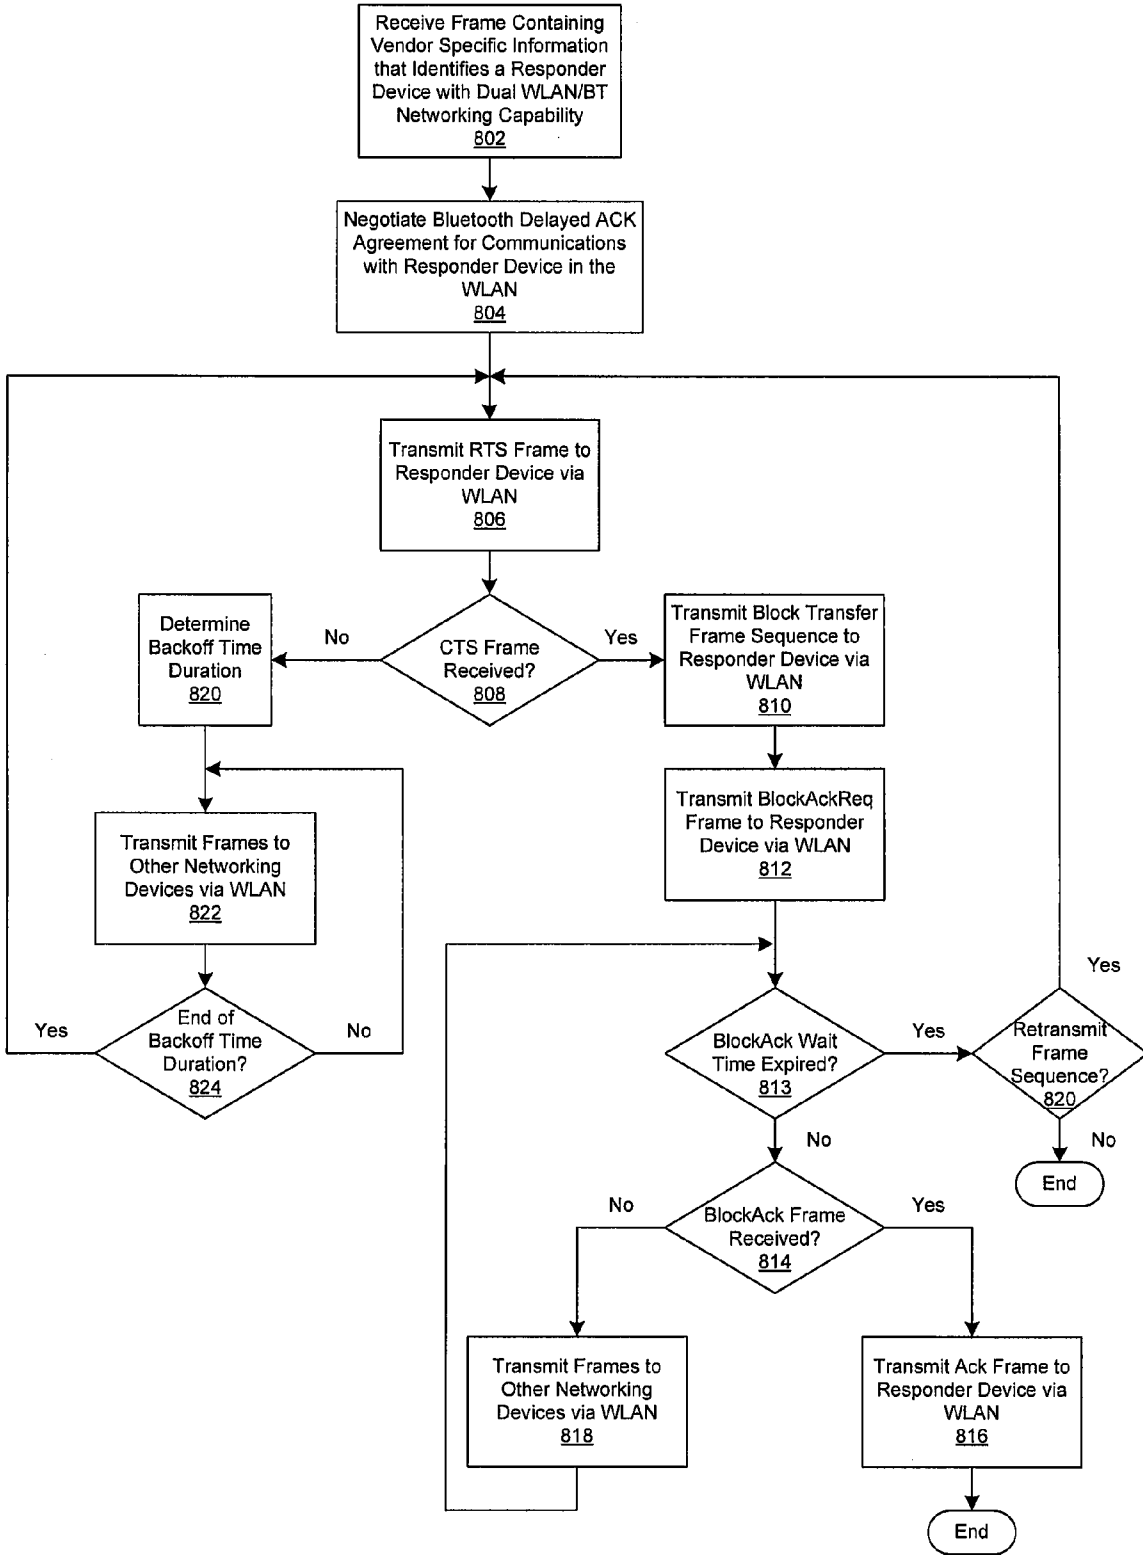 Receive Frame Containing
Vendor Specific Information
that Identifies a Responder
Device with Dual WLAN/BT
Networking Capability
802
Negotiate Bluetooth Delayed ACK
Agreement for Communications
with Responder Device in the
WLAN
804
Transmit RTS Frame to
Responder Device via
WLAN
806
CTS Frame
Received?
808
No
Yes
Determine
Backoff Time
Duration
820
Transmit Frames to
Other Networking
Devices via WLAN
822
End of
Backoff Time
Duration?
824
Yes
No
Transmit Block Transfer
Frame Sequence to
Responder Device via
WLAN
810
Transmit BlockAckReq
Frame to Responder
Device via WLAN
812
BlockAck Wait
Time Expired?
813
Yes
No
Retransmit
Frame
Sequence?
820
Yes
No
End
BlockAck Frame
Received?
814
No
Yes
Transmit Frames to
Other Networking
Devices via WLAN
818
Transmit Ack Frame to
Responder Device via
WLAN
816
End